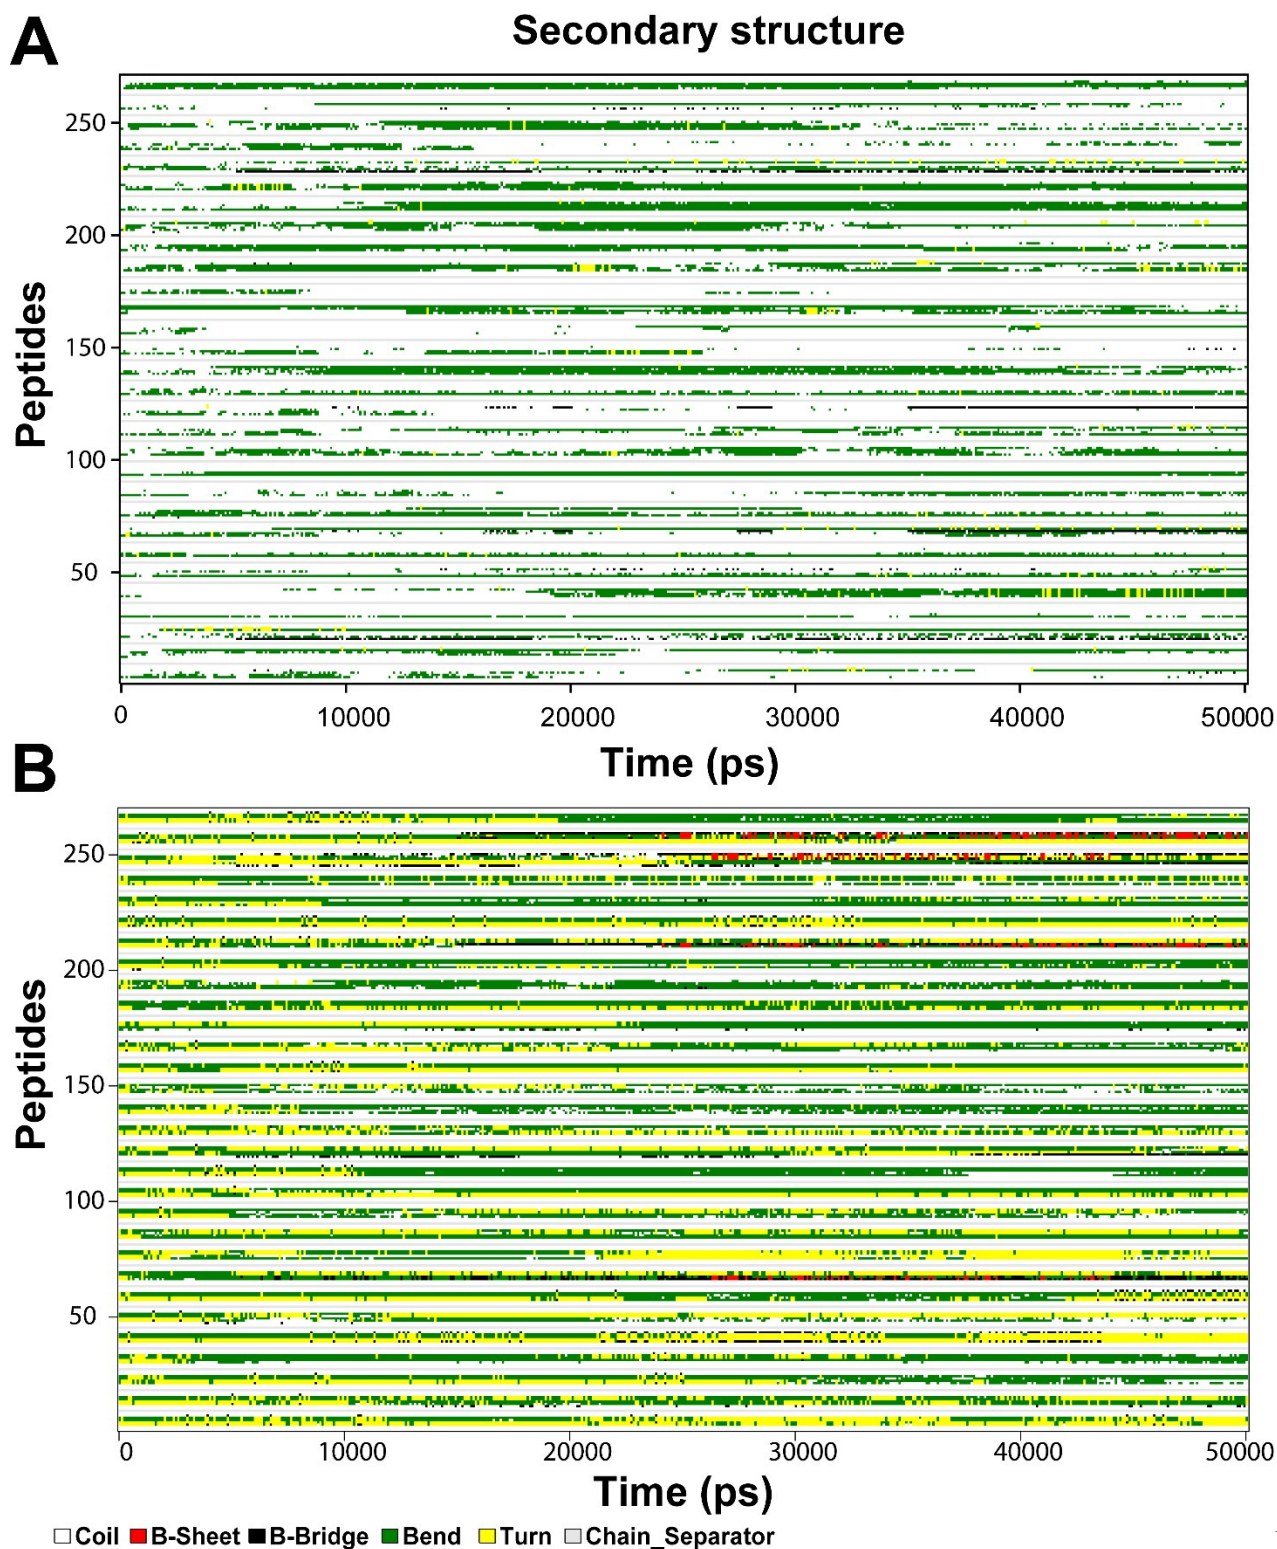 A
Secondary structure
Peptides
250
200
150
100
50
0 10000 20000 30000 40000 50000
Time (ps)
B
Peptides
250
200
150
100
50
0 10000 20000 30000 40000 50000
Time (ps)
Coil B-Sheet B-Bridge Bend Turn Chain_Separator